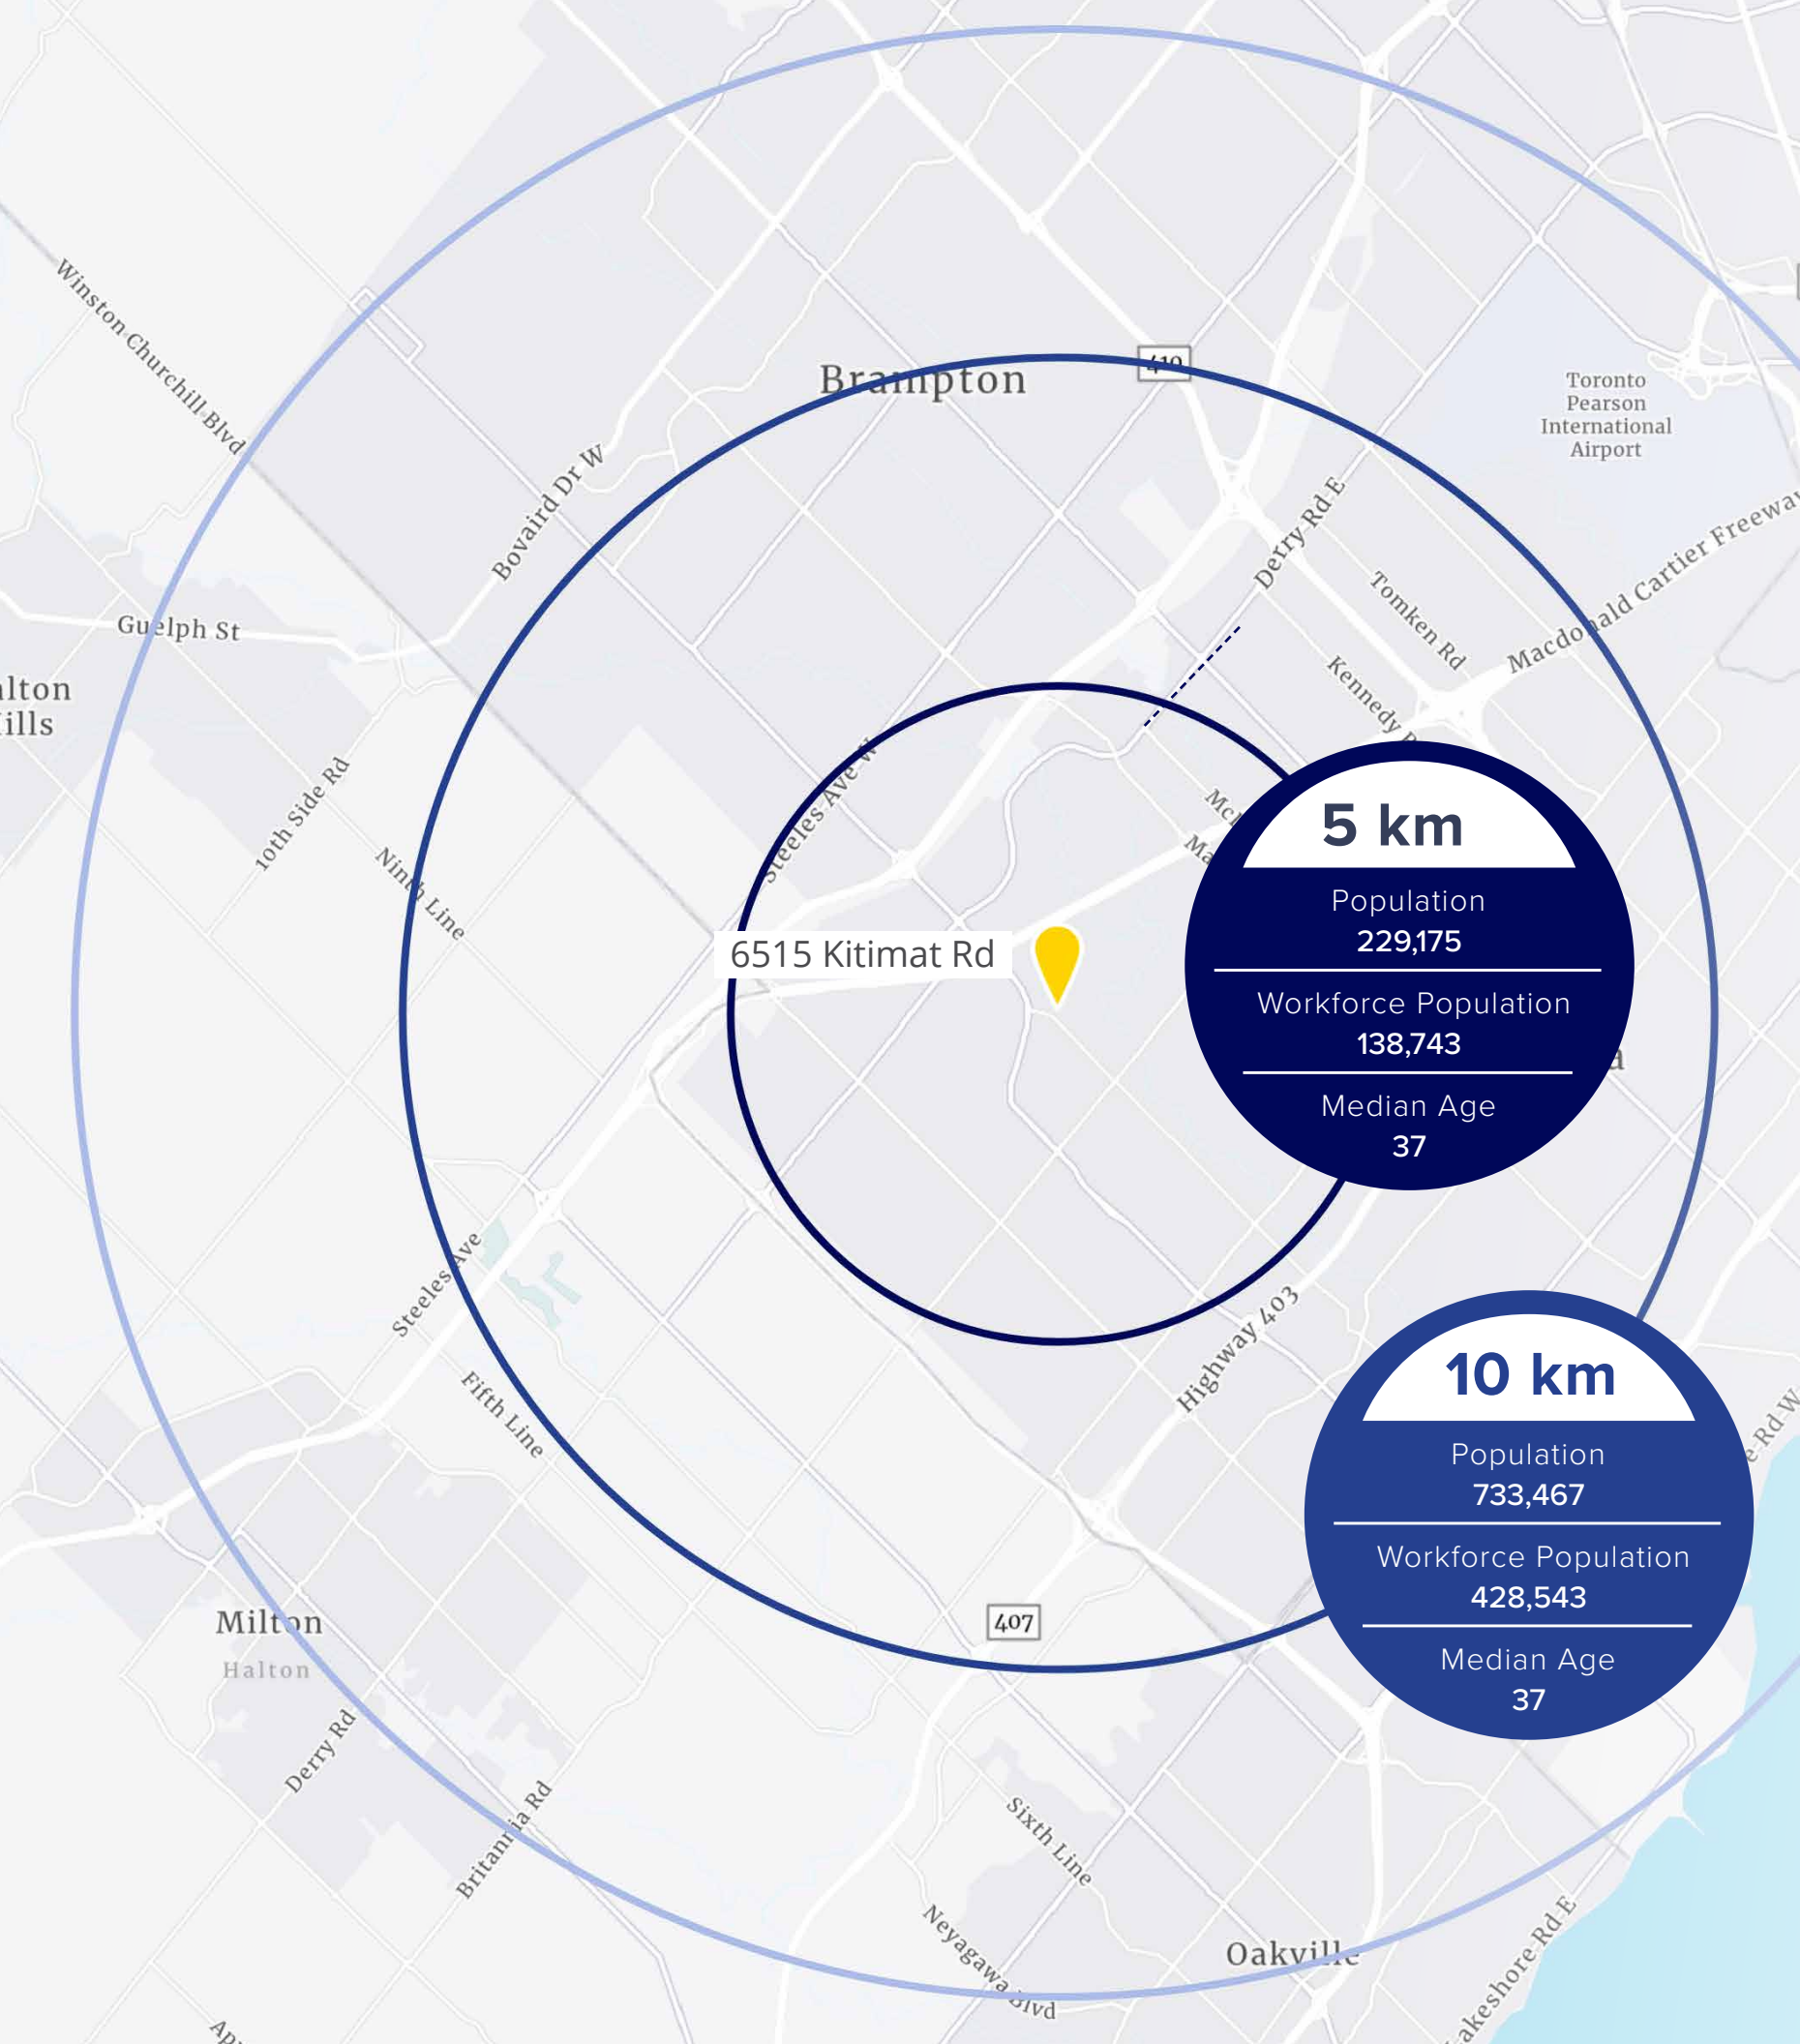 Brampton
410
Winston Churchill Blvd
Toronto
Pearson
International
Airport
Bovaird Dr W
Derry Rd E
Macdonald Cartier Freeway
Guelph St
Tomken Rd
Kennedy
10th Side Rd
Steeles Ave W
Ninth Line
6515 Kitimat Rd
5 km
Population
229,175
Workforce Population
138,743
Median Age
37
Steeles Ave
Fifth Line
Highway 403
10 km
Population
733,467
Workforce Population
428,543
Median Age
37
Rd W
407
Milton
Halton
Derry Rd
Britannia Rd
Sixth Line
Neyagawa Blvd
Oakville
Rd E